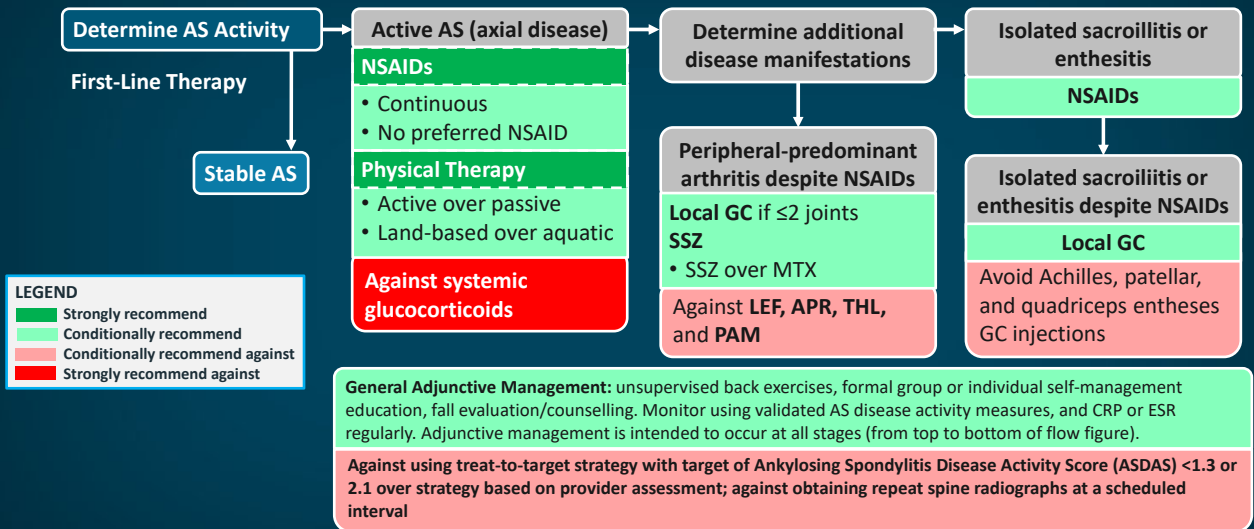 Determine AS Activity
First-Line Therapy
Stable AS
Active AS (axial disease)
NSAIDs
• Continuous
• No preferred NSAID
Physical Therapy
• Active over passive
• Land-based over aquatic
Against systemic
glucocorticoids
Determine additional
disease manifestations
Peripheral-predominant
arthritis despite NSAIDs
Local GC if ≤2 joints
SSZ
• SSZ over MTX
Against LEF, APR, THL,
and PAM
Isolated sacroillitis or
enthesitis
NSAIDs
Isolated sacroiliitis or
enthesitis despite NSAIDs
Local GC
Avoid Achilles, patellar,
and quadriceps entheses
GC injections
LEGEND
Strongly recommend
Conditionally recommend
Conditionally recommend against
Strongly recommend against
General Adjunctive Management: unsupervised back exercises, formal group or individual self-management
education, fall evaluation/counselling. Monitor using validated AS disease activity measures, and CRP or ESR
regularly. Adjunctive management is intended to occur at all stages (from top to bottom of flow figure).
Against using treat-to-target strategy with target of Ankylosing Spondylitis Disease Activity Score (ASDAS) <1.3 or
2.1 over strategy based on provider assessment; against obtaining repeat spine radiographs at a scheduled
interval